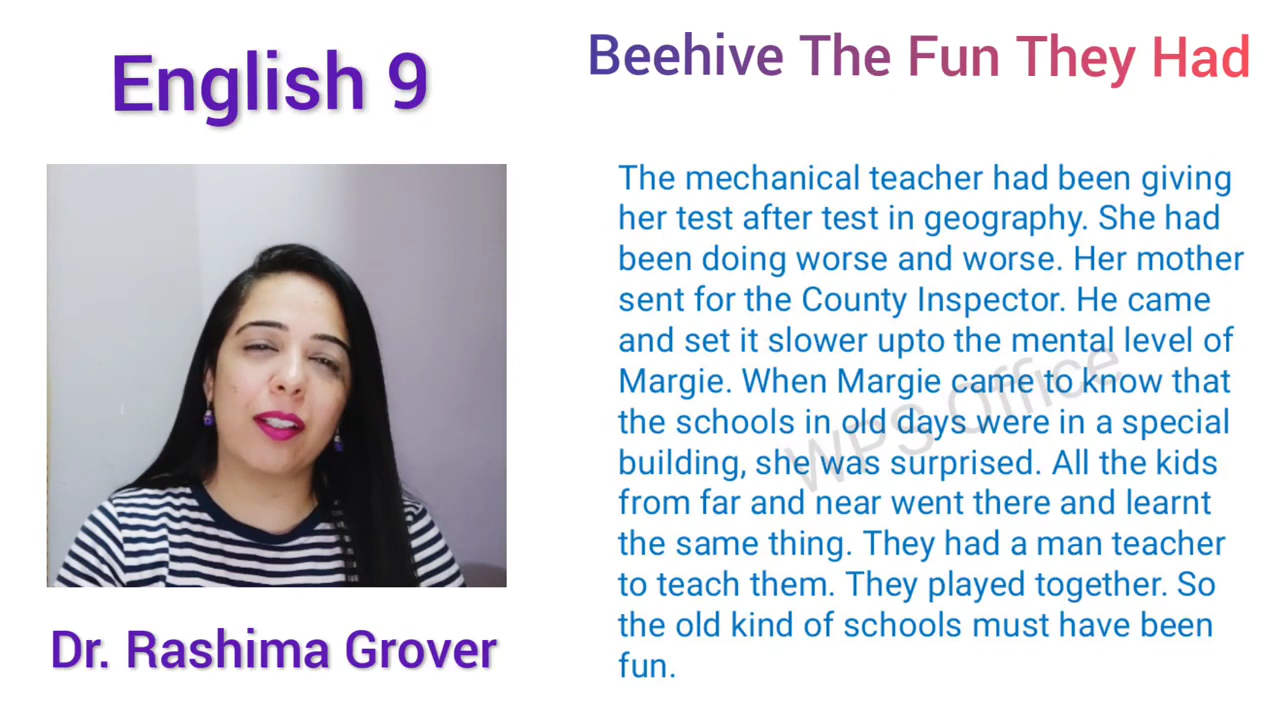 English 9
Beehive The Fun They Had
The mechanical teacher had been giving
her test after test in geography. She had
been doing worse and worse. Her mother
sent for the County Inspector. He came
and set it slower upto the mental level of
Margie. When Margie came to know that
the schools in old days were in a special
building, she was surprised. All the kids
from far and near went there and learnt
the same thing. They had a man teacher
to teach them. They played together. So
the old kind of schools must have been
fun.
WPS Office
Dr. Rashima Grover